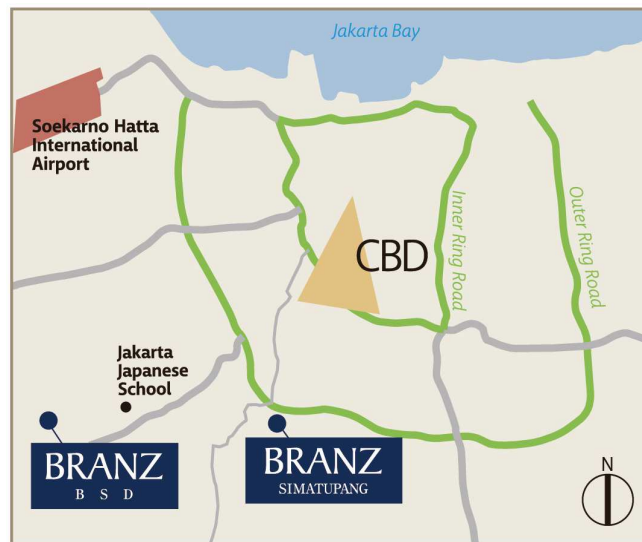 Jakarta Bay
Soekarno Hatta
International
Airport
CBD
Inner Ring Road
Outer Ring Road
Jakarta
Japanese
School
BRANZ
B S D
BRANZ
SIMATUPANG
N